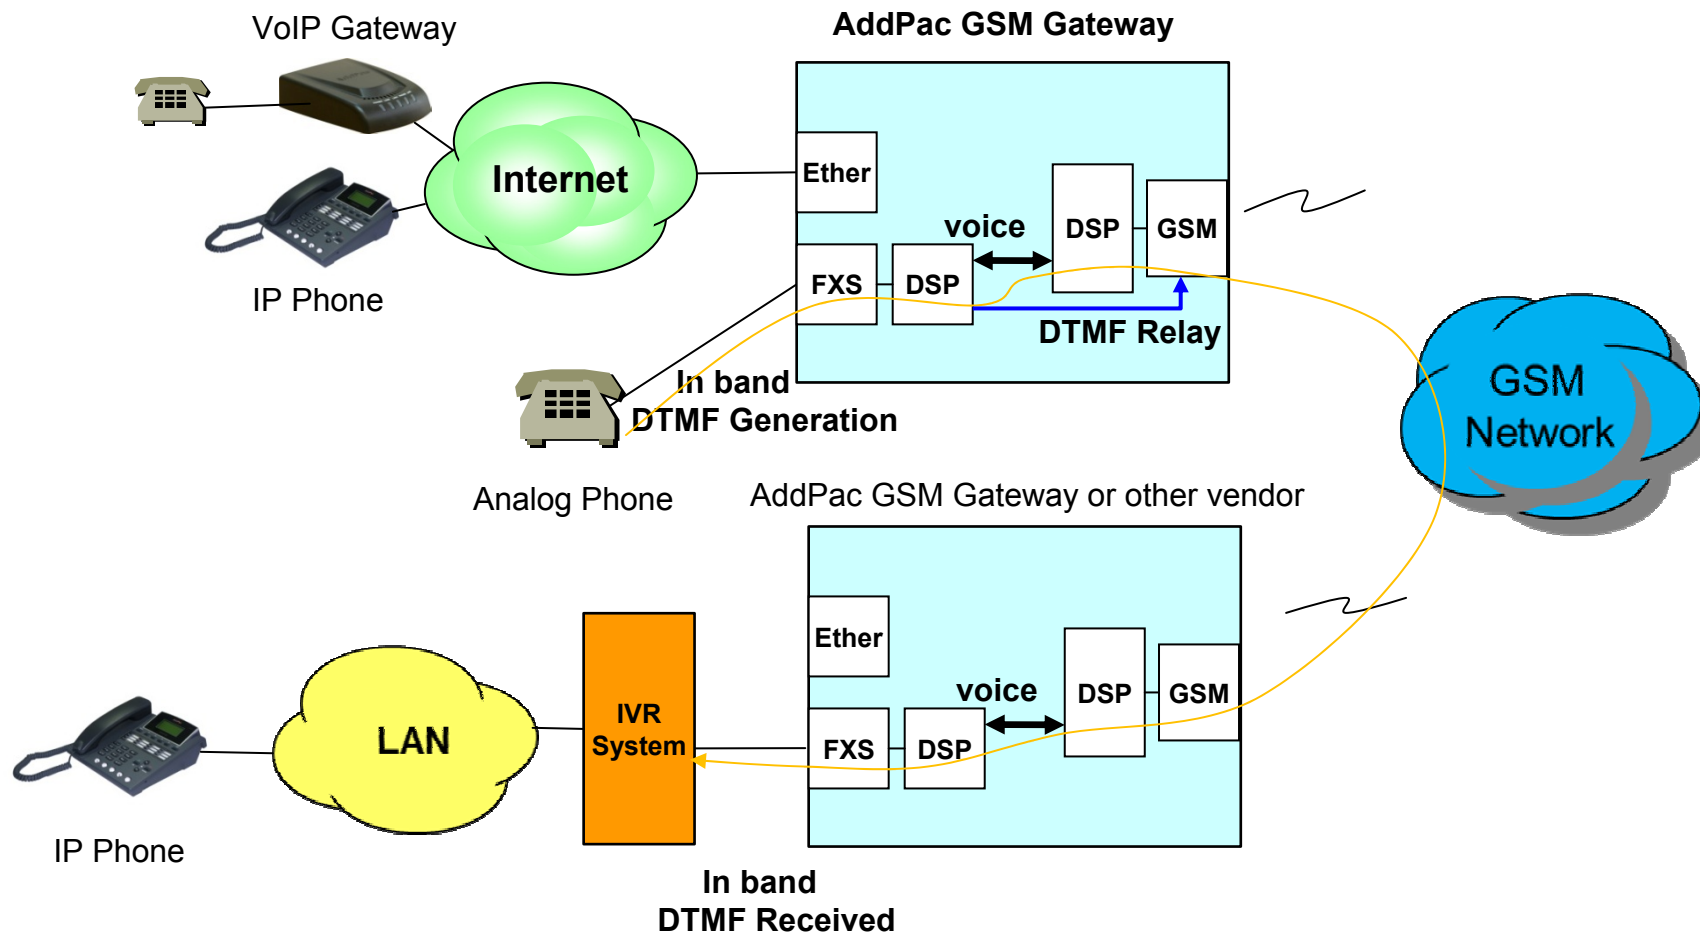 VoIP Gateway
AddPac GSM Gateway
Internet
Ether
voice
DSP
GSM
FXS
DSP
IP Phone
DTMF Relay
In band
DTMF Generation
GSM
Network
Analog Phone
AddPac GSM Gateway or other vendor
Ether
voice
DSP
GSM
IVR
System
LAN
FXS
DSP
IP Phone
In band
DTMF Received